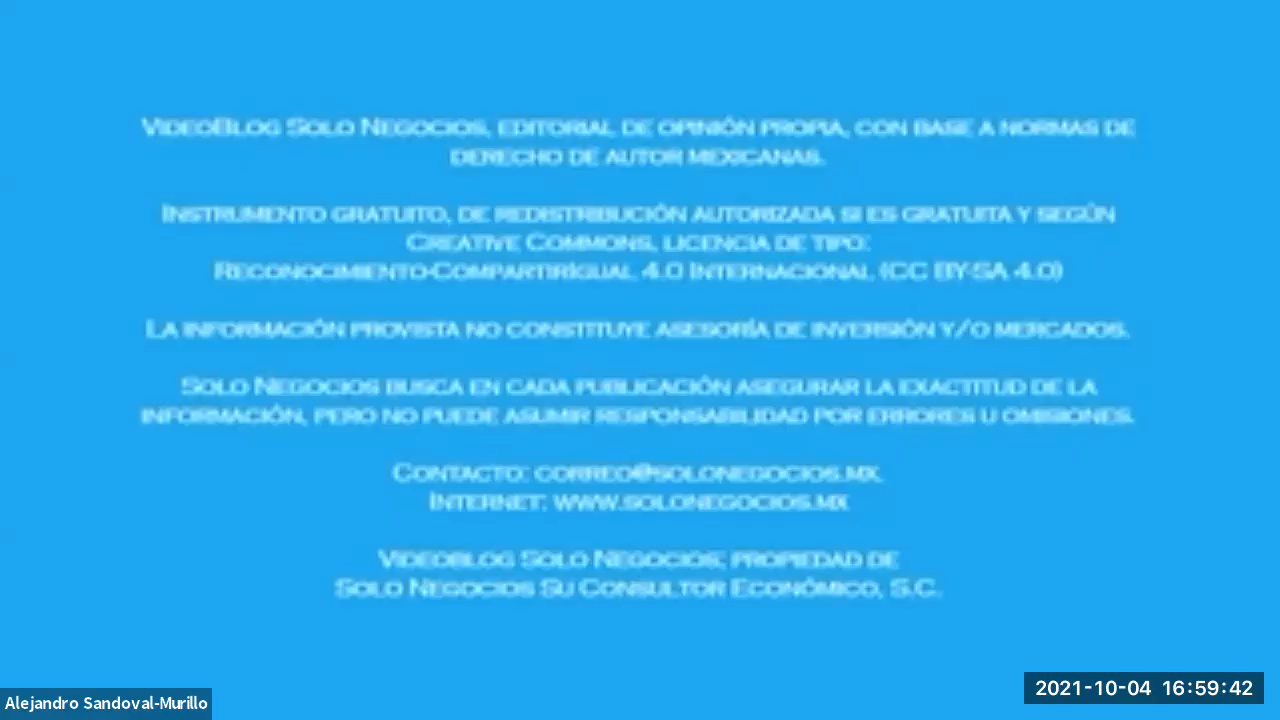 VideoBlog Solo Negocios, editorial de opinión propia, con base a normas de
derecho de autor mexicanas.
Instrumento gratuito, de redistribución autorizada si es gratuita y según
Creative Commons, licencia de tipo:
Reconocimiento-CompartirIgual 4.0 Internacional (CC BY-SA 4.0)
La información provista no constituye asesoría de inversión y/o mercados.
Solo Negocios busca en cada publicación asegurar la exactitud de la
información, pero no puede asumir responsabilidad por errores u omisiones.
Contacto: correo@solonegocios.mx.
Internet: www.solonegocios.mx
Videoblog Solo Negocios; propiedad de
Solo Negocios Su Consultor Económico, S.C.
Alejandro Sandoval-Murillo
2021-10-04 16:59:42